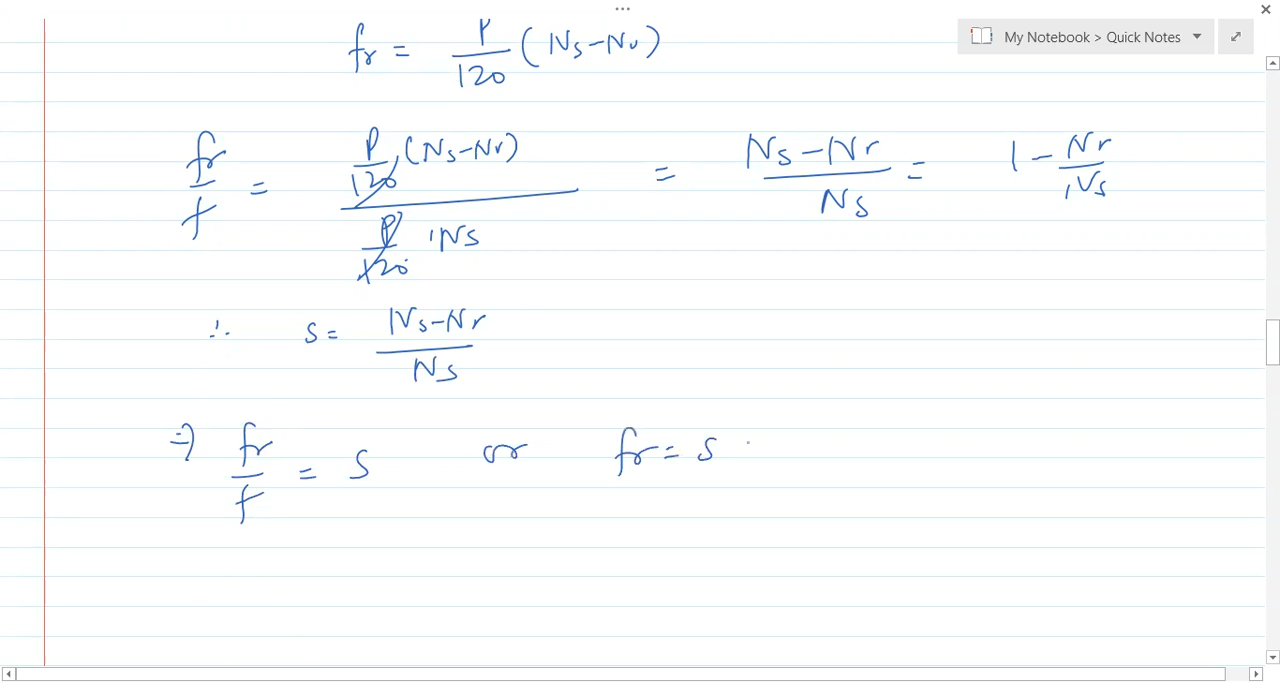 fr = P/120 (Ns-Nr)
My Notebook > Quick Notes
fr/f = P/120 (Ns-Nr) / P/120 . Ns = Ns-Nr/Ns = 1 - Nr/Ns
∴ s = Ns-Nr/Ns
⇒ fr/f = s or fr = s .